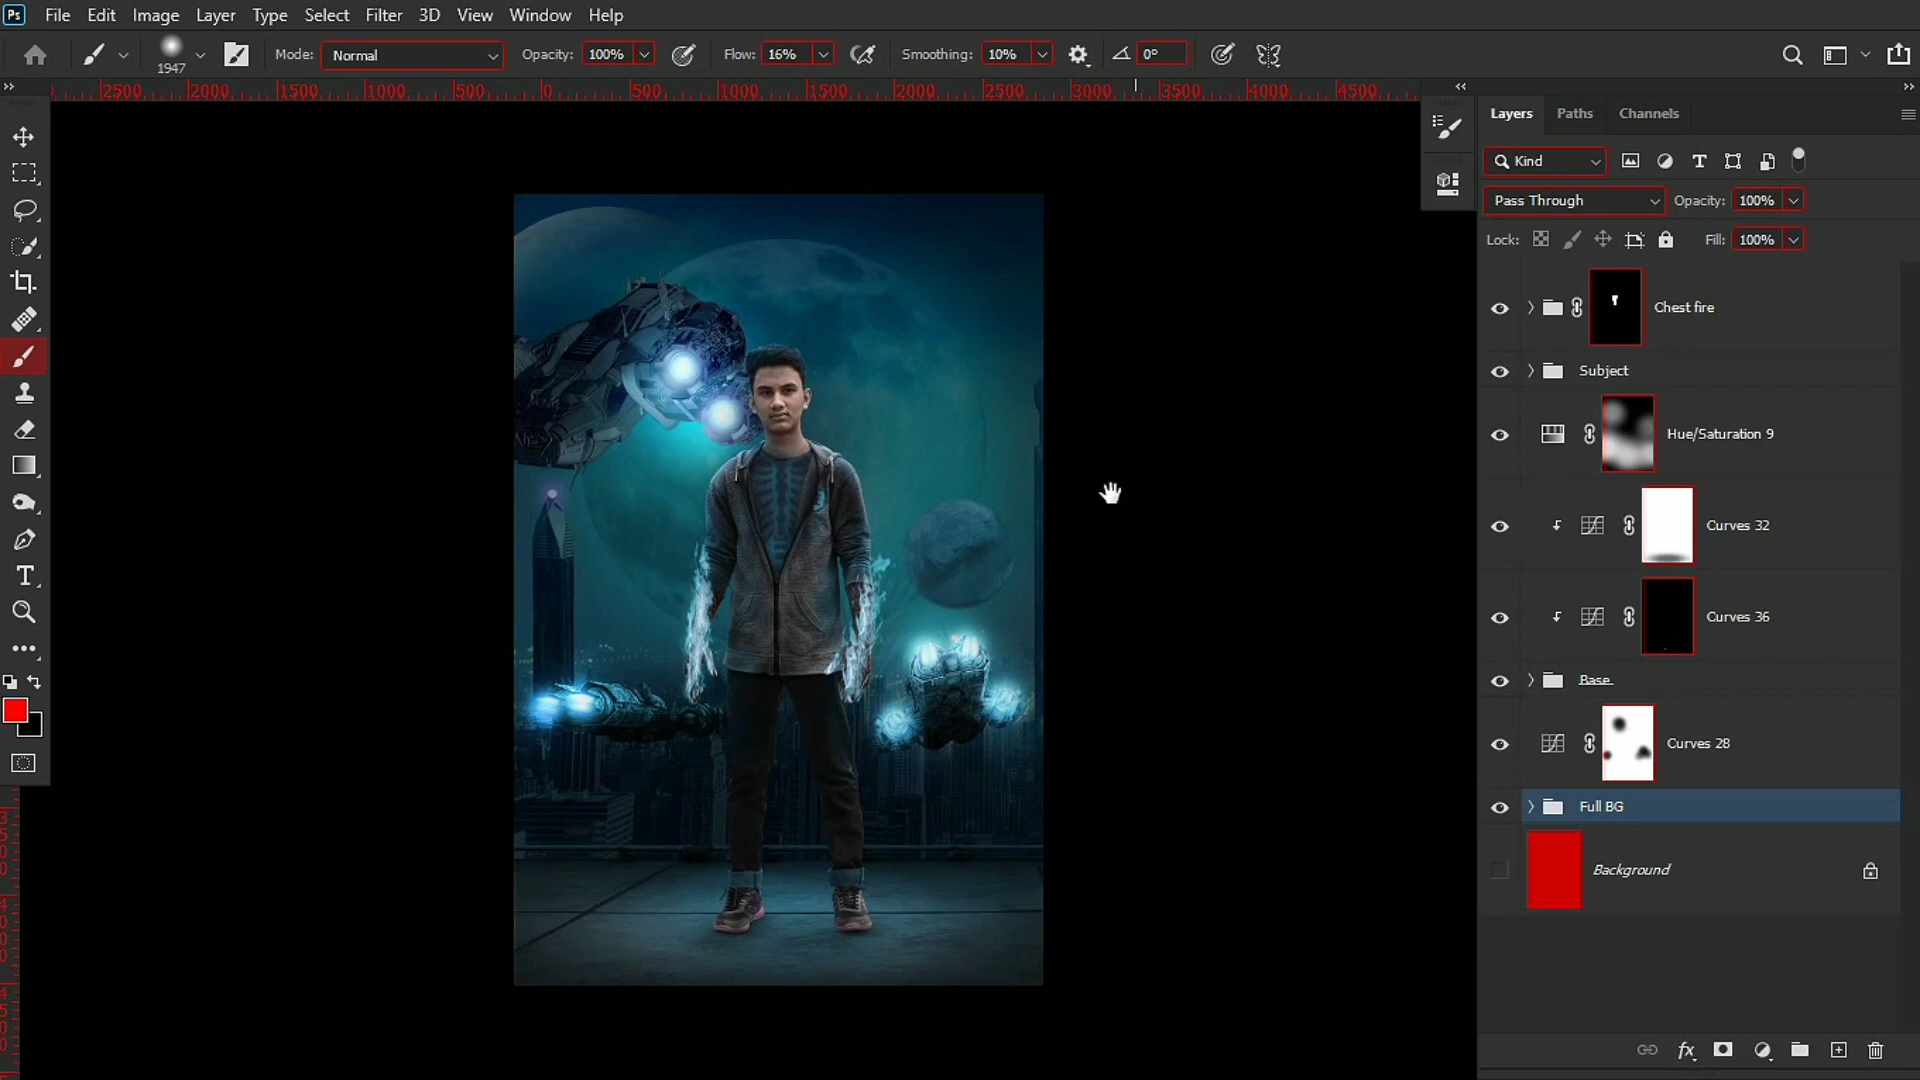 Ps File Edit Image Layer Type Select Filter 3D View Window Help
1947 Mode: Normal Opacity: 100% Flow: 16% Smoothing: 10% 0°
2500 2000 1500 1000 500 0 500 1000 1500 2000 2500 3000 3500 4000 4500
Layers Paths Channels
Kind
Pass Through Opacity: 100%
Lock: Fill: 100%
Chest fire
Subject
Hue/Saturation 9
Curves 32
Curves 36
Base
Curves 28
Full BG
Background
fx